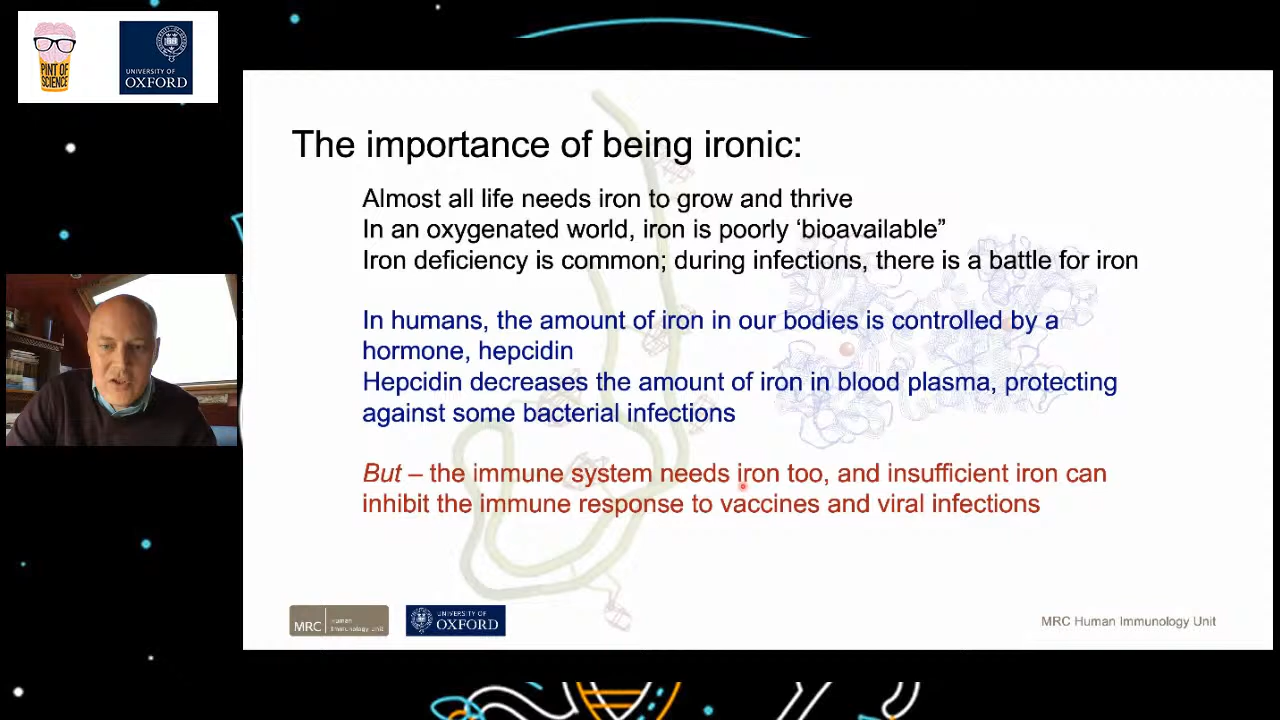 PINT OF
SCIENCE
UNIVERSITY OF
OXFORD
The importance of being ironic:
Almost all life needs iron to grow and thrive
In an oxygenated world, iron is poorly ‘bioavailable”
Iron deficiency is common; during infections, there is a battle for iron
In humans, the amount of iron in our bodies is controlled by a
hormone, hepcidin
Hepcidin decreases the amount of iron in blood plasma, protecting
against some bacterial infections
But – the immune system needs iron too, and insufficient iron can
inhibit the immune response to vaccines and viral infections
MRC
Human
Immunology Unit
UNIVERSITY OF
OXFORD
MRC Human Immunology Unit